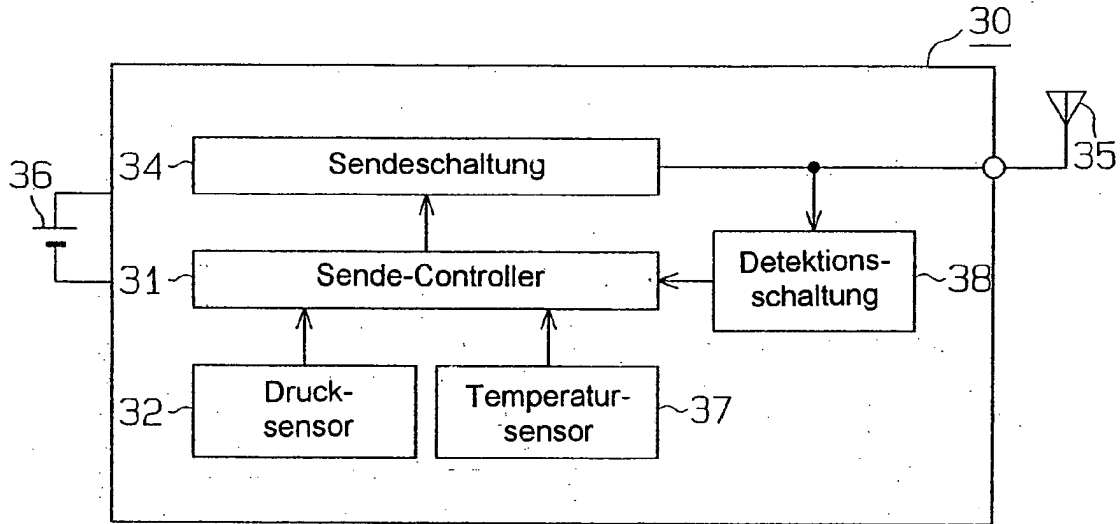 30
36
34
Sendeschaltung
35
31
Sende-Controller
Detektions-
schaltung
38
32
Druck-
sensor
Temperatur-
sensor
37